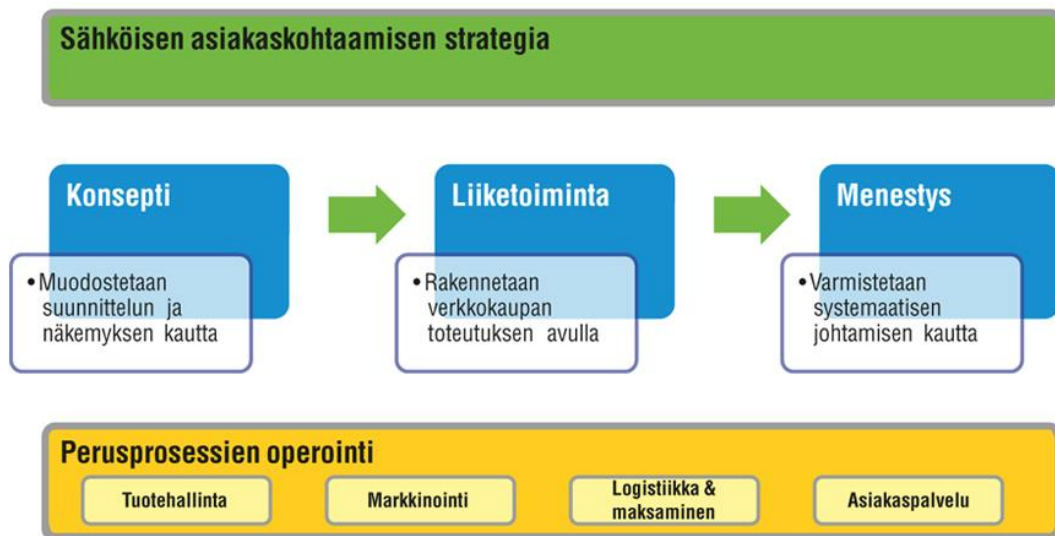 Sähköisen asiakaskohtaamisen strategia
Konsepti
• Muodostetaan
suunnittelun ja
näkemyksen kautta
Liiketoiminta
• Rakennetaan
verkkokaupan
toteutuksen avulla
Menestys
• Varmistetaan
systemaatisen
johtamisen kautta
Perusprosessien operointi
Tuotehallinta
Markkinointi
Logistiikka &
maksaminen
Asiakaspalvelu